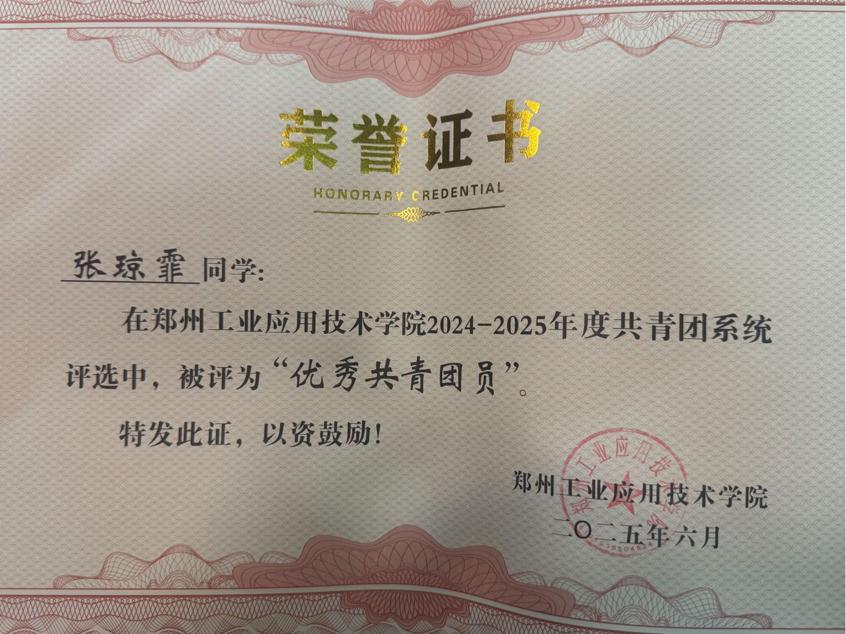 荣誉证书
HONORARY CREDENTIAL
张琼霏同学：
在郑州工业应用技术学院2024-2025年度共青团系统
评选中，被评为“优秀共青团员”。
特发此证，以资鼓励！
郑州工业应用技术学院
二〇二五年六月